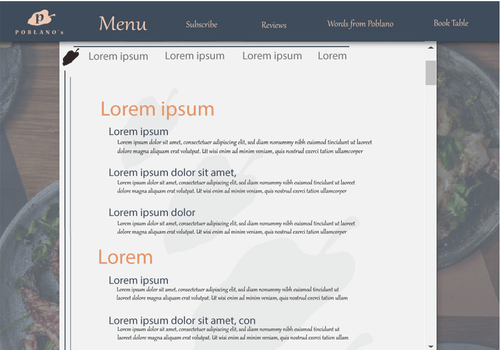 p
POBLANO's
Menu
Subscribe
Reviews
Words from Poblano
Book Table
Lorem ipsum
Lorem ipsum
Lorem ipsum
Lorem
Lorem ipsum
Lorem ipsum
Lorem ipsum dolor sit amet, consectetuer adipiscing elit, sed diam nonummy nibh euismod tincidunt ut laoreet
dolore magna aliquam erat volutpat. Ut wisi enim ad minim veniam, quis nostrud exerci tation ullamcorper
Lorem ipsum dolor sit amet,
Lorem ipsum dolor sit amet, consectetuer adipiscing elit, sed diam nonummy nibh euismod tincidunt ut laoreet
dolore magna aliquam erat volutpat. Ut wisi enim ad minim veniam, quis nostrud exerci tation ullamcorper
Lorem ipsum dolor
Lorem ipsum dolor sit amet, consectetuer adipiscing elit, sed diam nonummy nibh euismod tincidunt ut laoreet
dolore magna aliquam erat volutpat. Ut wisi enim ad minim veniam, quis nostrud exerci tation ullamcorper
Lorem
Lorem ipsum
Lorem ipsum dolor sit amet, consectetuer adipiscing elit, sed diam nonummy nibh euismod tincidunt ut
laoreet dolore magna aliquam erat volutpat. Ut wisi enim ad minim veniam, quis nostrud exerci tation ullam
Lorem ipsum dolor sit amet, con
Lorem ipsum dolor sit amet, consectetuer adipiscing elit, sed diam nonummy nibh euismod tincidunt ut
laoreet dolore magna aliquam erat volutpat. Ut wisi enim ad minim veniam, quis nostrud exerci tation ullam